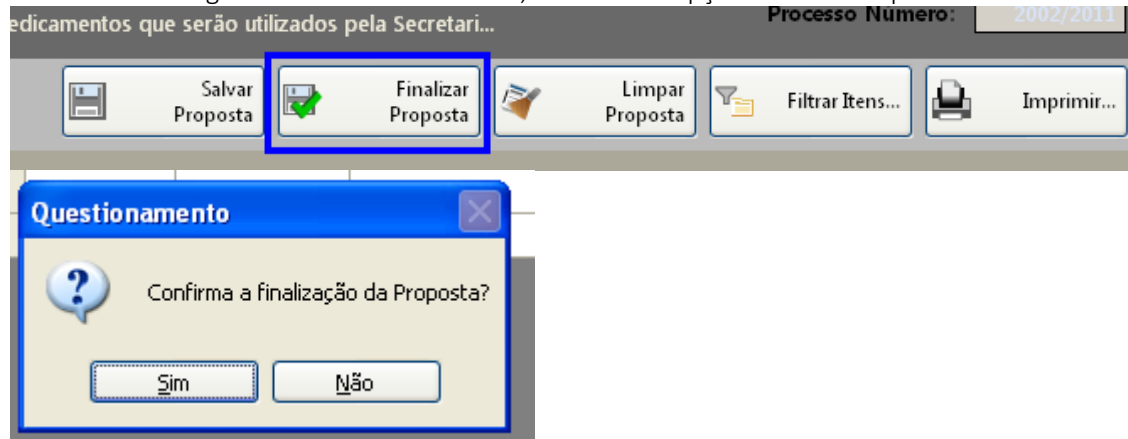 edicamentos que serão utilizados pela Secretari...
Processo Número: 2002/2011
Salvar
Proposta
Finalizar
Proposta
Limpar
Proposta
Filtrar Itens...
Imprimir...
Questionamento
Confirma a finalização da Proposta?
Sim
Não